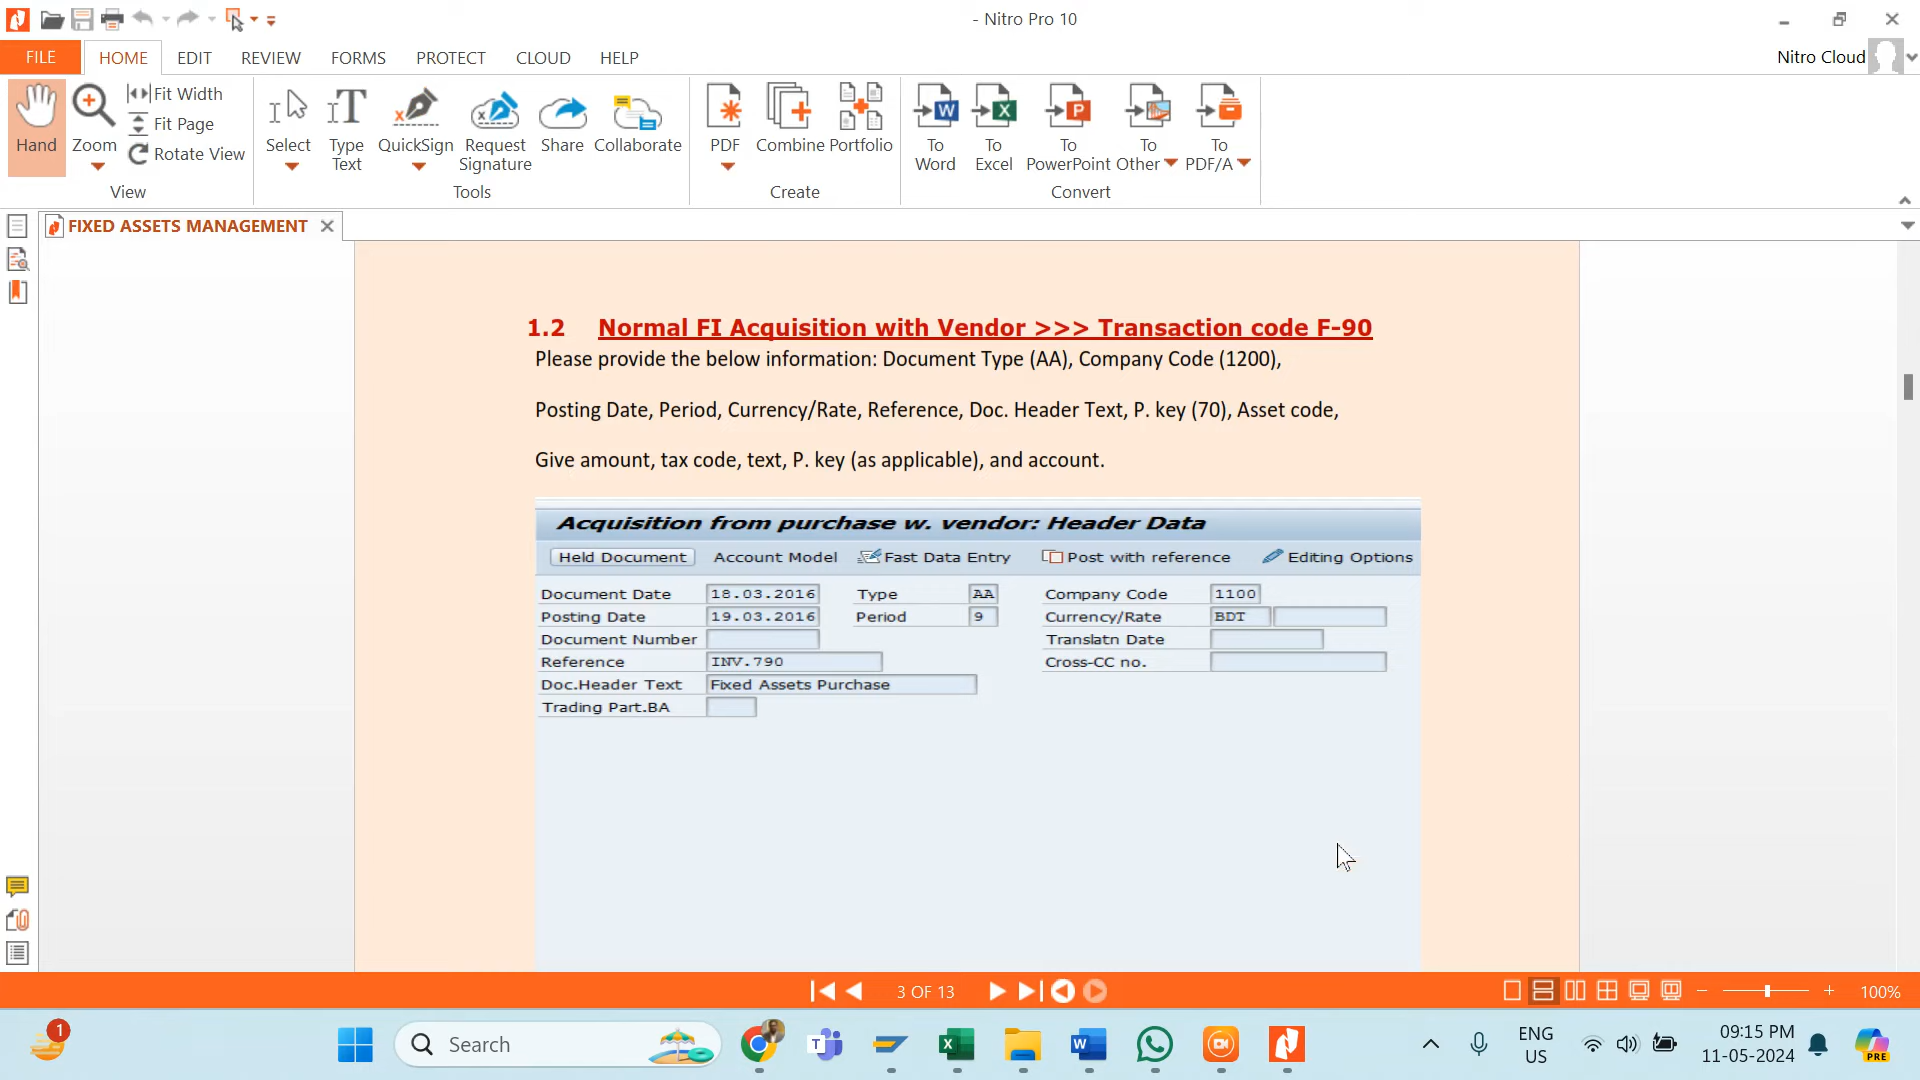 - Nitro Pro 10
FILE HOME EDIT REVIEW FORMS PROTECT CLOUD HELP
Nitro Cloud
Hand
Zoom
Fit Width
Fit Page
Rotate View
View
Select
Type Text
QuickSign
Request Signature
Share
Collaborate
Tools
PDF
Combine
Portfolio
Create
To Word
To Excel
To PowerPoint
To Other
To PDF/A
Convert
FIXED ASSETS MANAGEMENT
1.2 Normal FI Acquisition with Vendor >>> Transaction code F-90
Please provide the below information: Document Type (AA), Company Code (1200),
Posting Date, Period, Currency/Rate, Reference, Doc. Header Text, P. key (70), Asset code,
Give amount, tax code, text, P. key (as applicable), and account.
Acquisition from purchase w. vendor: Header Data
Held Document Account Model Fast Data Entry Post with reference Editing Options
Document Date 18.03.2016 Type AA Company Code 1100
Posting Date 19.03.2016 Period 9 Currency/Rate BDT
Document Number Translatn Date
Reference INV.790 Cross-CC no.
Doc.Header Text Fixed Assets Purchase
Trading Part.BA
3 OF 13
100%
1
Search
ENG
US
09:15 PM
11-05-2024
PRE